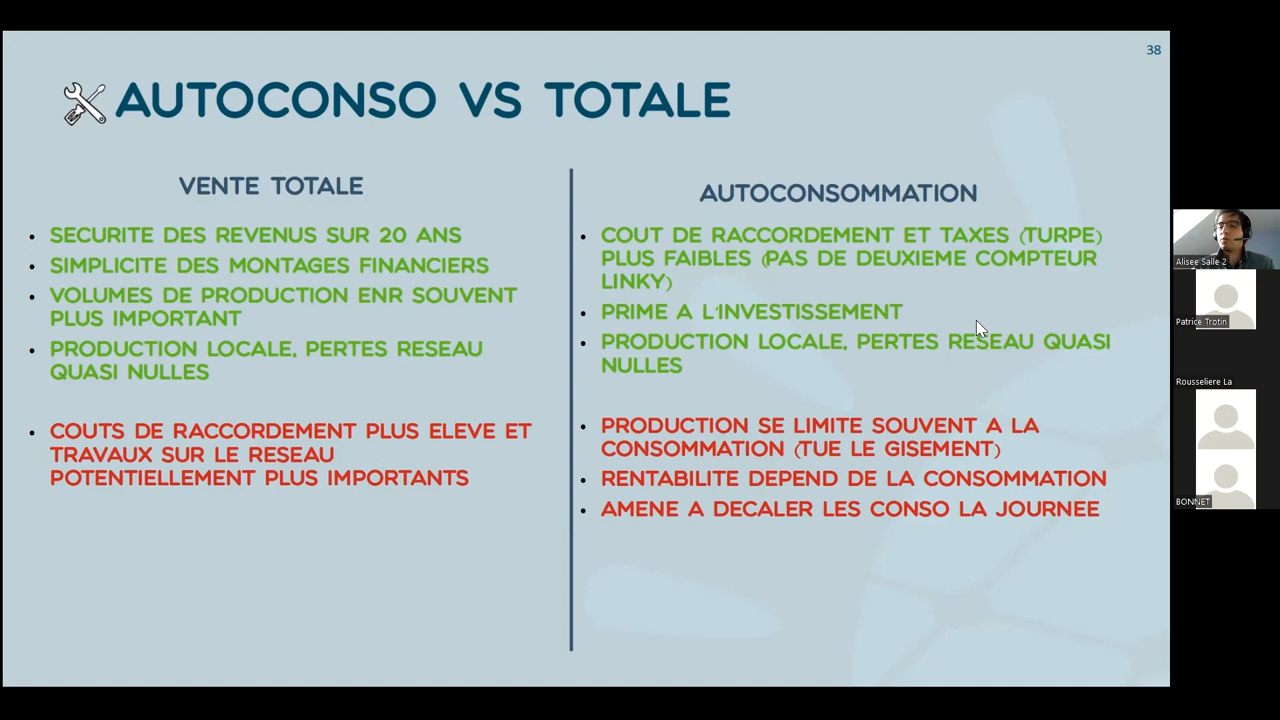 38
AUTOCONSO VS TOTALE
VENTE TOTALE
SECURITE DES REVENUS SUR 20 ANS
SIMPLICITE DES MONTAGES FINANCIERS
VOLUMES DE PRODUCTION ENR SOUVENT
PLUS IMPORTANT
PRODUCTION LOCALE, PERTES RESEAU
QUASI NULLES
COUTS DE RACCORDEMENT PLUS ELEVE ET
TRAVAUX SUR LE RESEAU
POTENTIELLEMENT PLUS IMPORTANTS
AUTOCONSOMMATION
COUT DE RACCORDEMENT ET TAXES (TURPE)
PLUS FAIBLES (PAS DE DEUXIEME COMPTEUR
LINKY)
PRIME A L'INVESTISSEMENT
PRODUCTION LOCALE, PERTES RESEAU QUASI
NULLES
PRODUCTION SE LIMITE SOUVENT A LA
CONSOMMATION (TUE LE GISEMENT)
RENTABILITE DEPEND DE LA CONSOMMATION
AMENE A DECALER LES CONSO LA JOURNEE
Alisee Salle 2
Patrice Trotin
Rousseliere La
BONNET